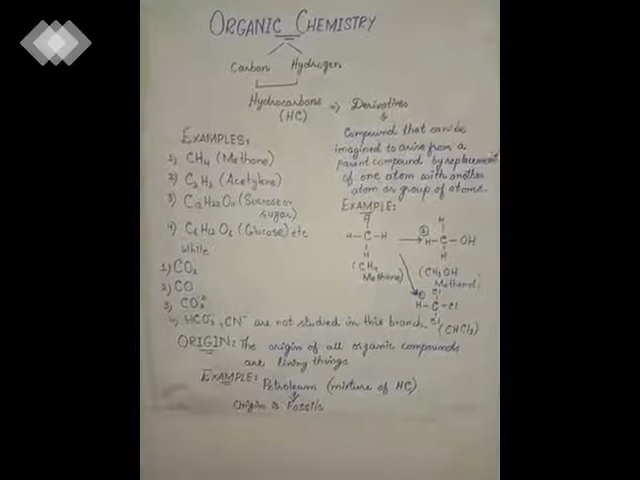 ORGANIC CHEMISTRY
Carbon Hydrogen
Hydrocarbons => Derivatives
(HC)
Compound that can be
imagined to arise from a
parent compound by replacement
of one atom with another
atom or group of atoms.
EXAMPLES:
1) CH4 (Methane)
2) C2H2 (Acetylene)
3) C12H22O11 (Sucrose or
sugar)
4) C6H12O6 (Glucose) etc
while
1) CO2
2) CO
3) CO3-2
4) HCO3-, CN- are not studied in this branch.
EXAMPLE:
H H
H-C-H → H-C-OH
H H
(CH4 (CH3OH
Methane) Methanol)
Cl
H-C-Cl
Cl (CHCl3)
ORIGIN: The origin of all organic compounds
are living things
EXAMPLE: Petroleum (mixture of HC)
Origin is Fossils